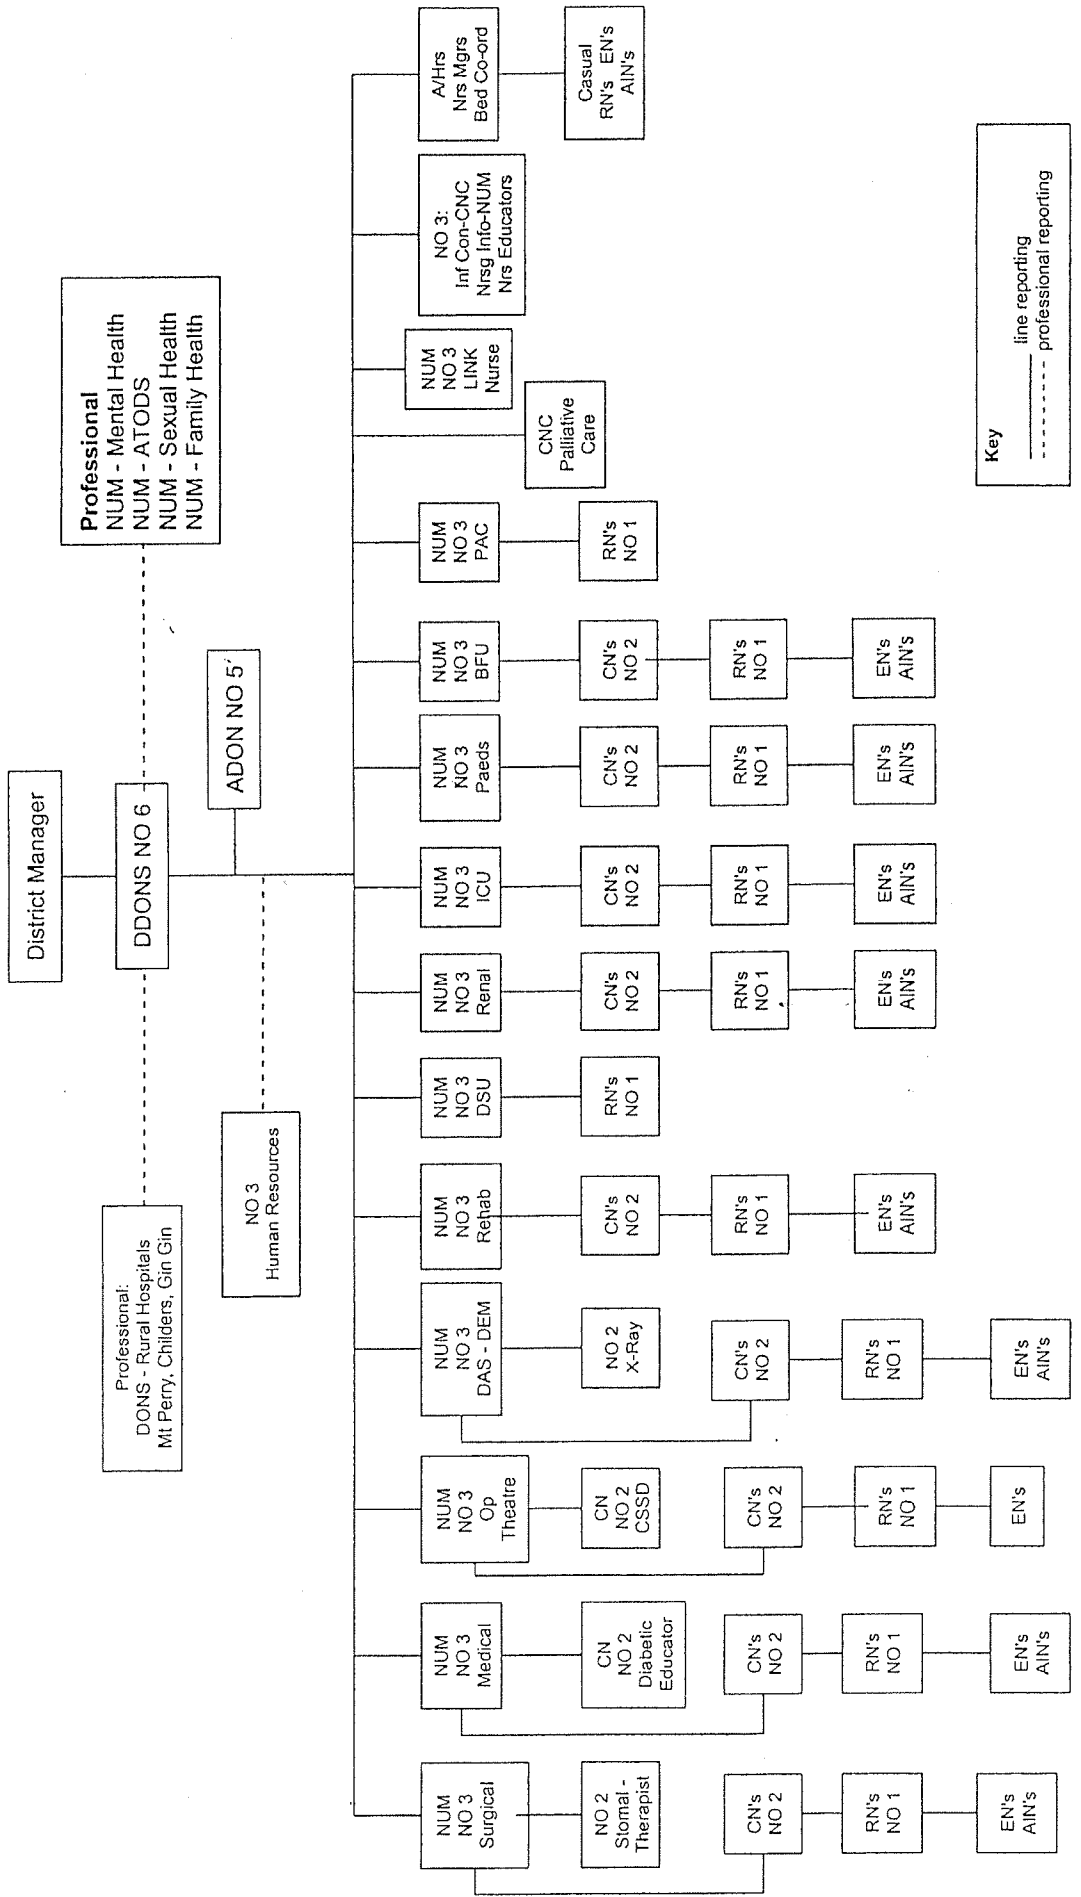 District Manager
DDONS NO 6
Professional:
DONS - Rural Hospitals
Mt Perry, Childers, Gin Gin
Professional
NUM - Mental Health
NUM - ATODS
NUM - Sexual Health
NUM - Family Health
ADON NO 5
NO 3
Human Resources
NUM
NO 3
Surgical
NO 2
Stomal -
Therapist
CN's
NO 2
RN's
NO 1
EN's
AIN's
NUM
NO 3
Medical
CN
NO 2
Diabetic
Educator
CN's
NO 2
RN's
NO 1
EN's
AIN's
NUM
NO 3
Op
Theatre
CN
NO 2
CSSD
CN's
NO 2
RN's
NO 1
EN's
NUM
NO 3
DAS - DEM
NO 2
X-Ray
CN's
NO 2
RN's
NO 1
EN's
AIN's
NUM
NO 3
Rehab
CN's
NO 2
RN's
NO 1
EN's
AIN's
NUM
NO 3
DSU
RN's
NO 1
NUM
NO 3
Renal
CN's
NO 2
RN's
NO 1
EN's
AIN's
NUM
NO 3
ICU
CN's
NO 2
RN's
NO 1
EN's
AIN's
NUM
NO 3
Paeds
CN's
NO 2
RN's
NO 1
EN's
AIN's
NUM
NO 3
BFU
CN's
NO 2
RN's
NO 1
EN's
AIN's
NUM
NO 3
PAC
RN's
NO 1
CNC
Palliative
Care
NUM
NO 3
LINK
Nurse
NO 3:
Inf Con-CNC
Nrsg Info-NUM
Nrs Educators
A/Hrs
Nrs Mgrs
Bed Co-ord
Casual
RN's EN's
AIN's
Key
line reporting
professional reporting